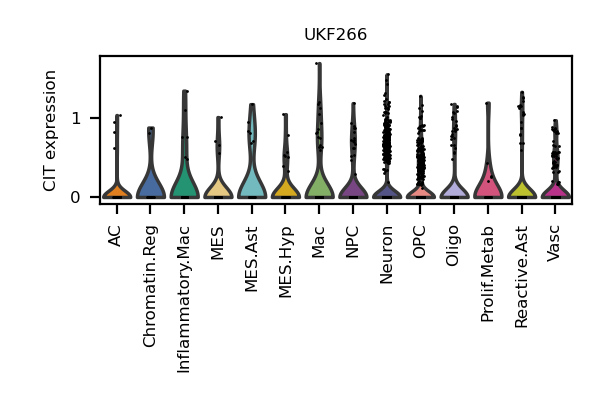 UKF266
CIT expression
1
0
AC
Chromatin.Reg
Inflammatory.Mac
MES
MES.Ast
MES.Hyp
Mac
NPC
Neuron
OPC
Oligo
Prolif.Metab
Reactive.Ast
Vasc